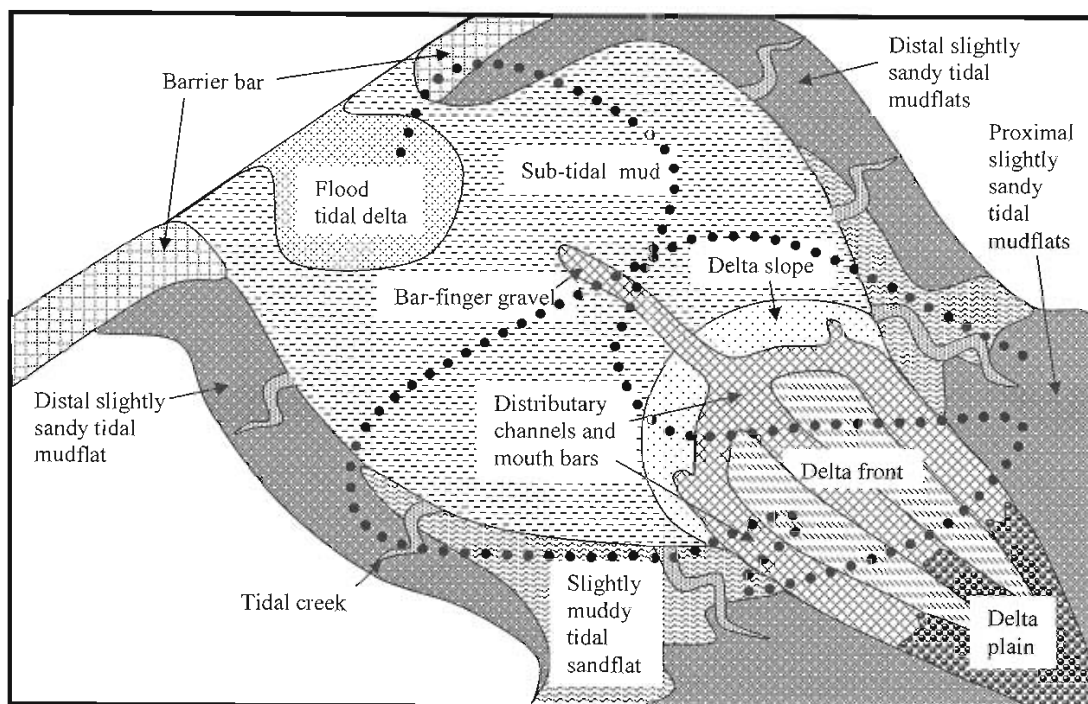 Barrier bar
Distal slightly
sandy tidal
mudflats
Proximal
slightly
sandy
tidal
mudflats
Flood
tidal delta
Sub-tidal mud
Delta slope
Bar-finger gravel
Distal slightly
sandy tidal
mudflat
Distributary
channels and
mouth bars
Delta front
Tidal creek
Slightly
muddy
tidal
sandflat
Delta
plain